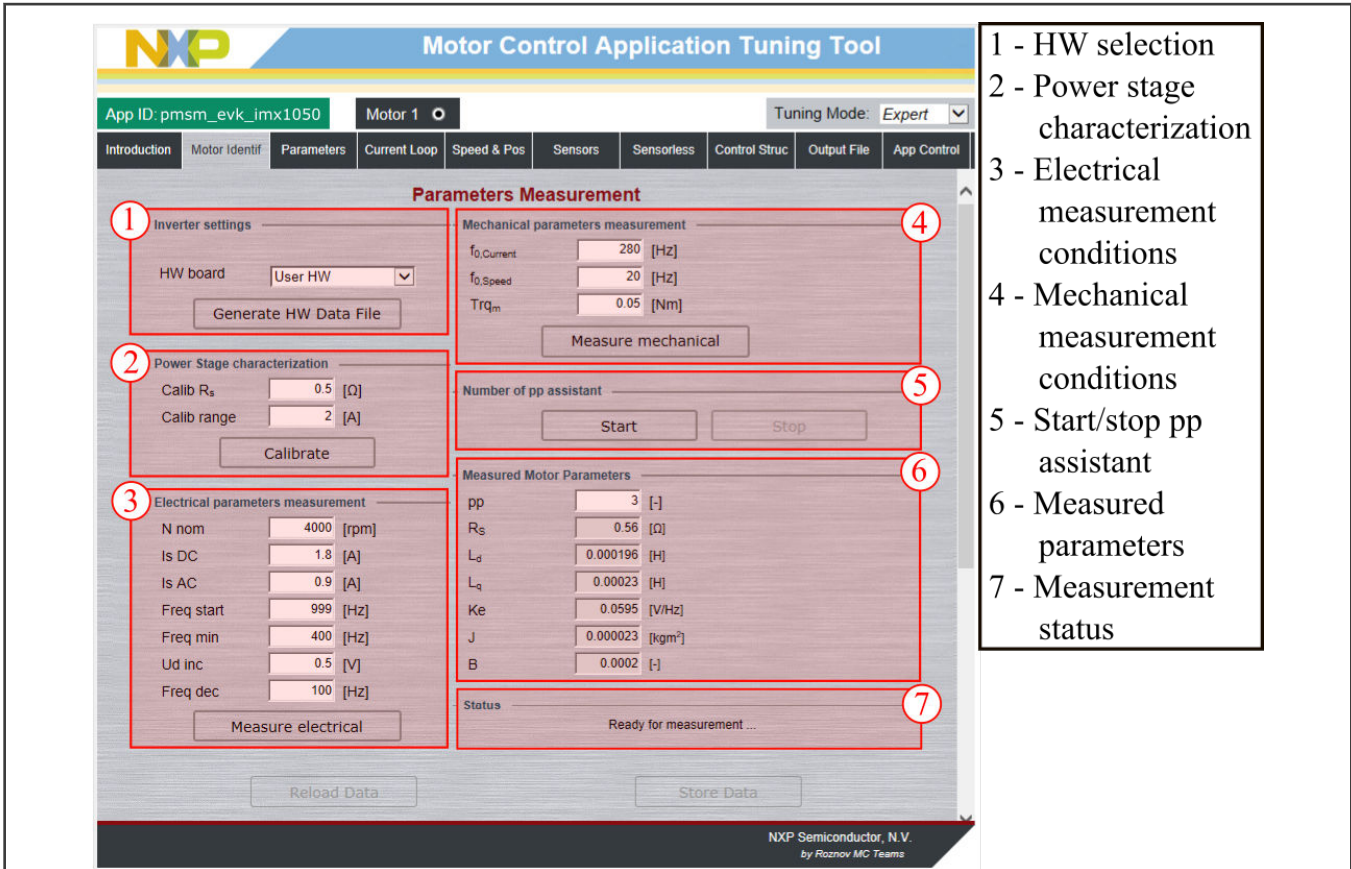 NXP
Motor Control Application Tuning Tool
App ID: pmsm_evk_imx1050
Motor 1
Tuning Mode: Expert
Introduction Motor Identif Parameters Current Loop Speed & Pos Sensors Sensorless Control Struc Output File App Control
Parameters Measurement
1
Inverter settings
HW board User HW
Generate HW Data File
2
Power Stage characterization
Calib Rs 0.5 [Ω]
Calib range 2 [A]
Calibrate
3
Electrical parameters measurement
N nom 4000 [rpm]
Is DC 1.8 [A]
Is AC 0.9 [A]
Freq start 999 [Hz]
Freq min 400 [Hz]
Ud inc 0.5 [V]
Freq dec 100 [Hz]
Measure electrical
4
Mechanical parameters measurement
f0,Current 280 [Hz]
f0,Speed 20 [Hz]
Trqm 0.05 [Nm]
Measure mechanical
5
Number of pp assistant
Start Stop
6
Measured Motor Parameters
pp 3 [-]
RS 0.56 [Ω]
Ld 0.000196 [H]
Lq 0.00023 [H]
Ke 0.0595 [V/Hz]
J 0.000023 [kgm²]
B 0.0002 [-]
7
Status
Ready for measurement ...
Reload Data Store Data
NXP Semiconductor, N.V.
by Roznov MC Teams
1 - HW selection
2 - Power stage
characterization
3 - Electrical
measurement
conditions
4 - Mechanical
measurement
conditions
5 - Start/stop pp
assistant
6 - Measured
parameters
7 - Measurement
status